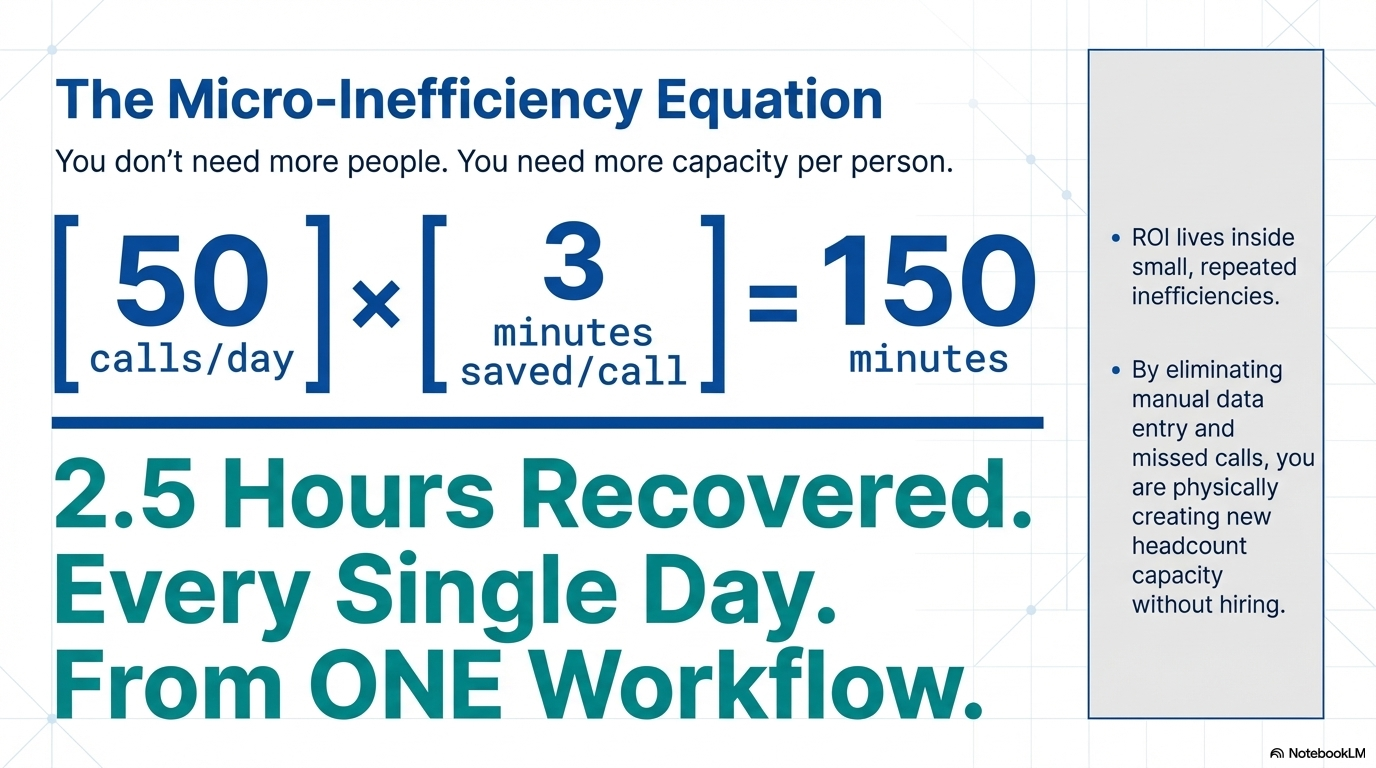 The Micro-Inefficiency Equation
You don’t need more people. You need more capacity per person.
[50 calls/day] × [3 minutes saved/call] = 150 minutes
2.5 Hours Recovered.
Every Single Day.
From ONE Workflow.
• ROI lives inside
small, repeated
inefficiencies.
• By eliminating
manual data
entry and
missed calls, you
are physically
creating new
headcount
capacity
without hiring.
NotebookLM